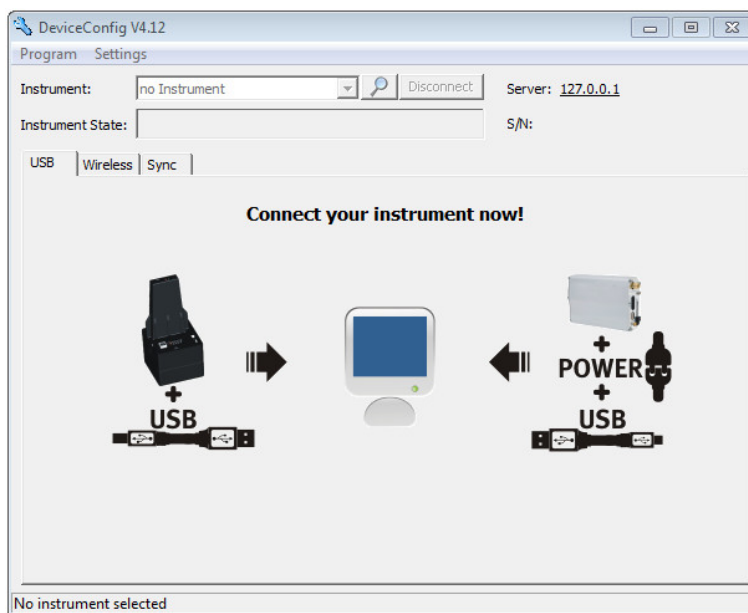 DeviceConfig V4.12
Program Settings
Instrument: no Instrument Disconnect Server: 127.0.0.1
Instrument State: S/N:
USB Wireless Sync
Connect your instrument now!
+
POWER
+
+
USB
USB
No instrument selected